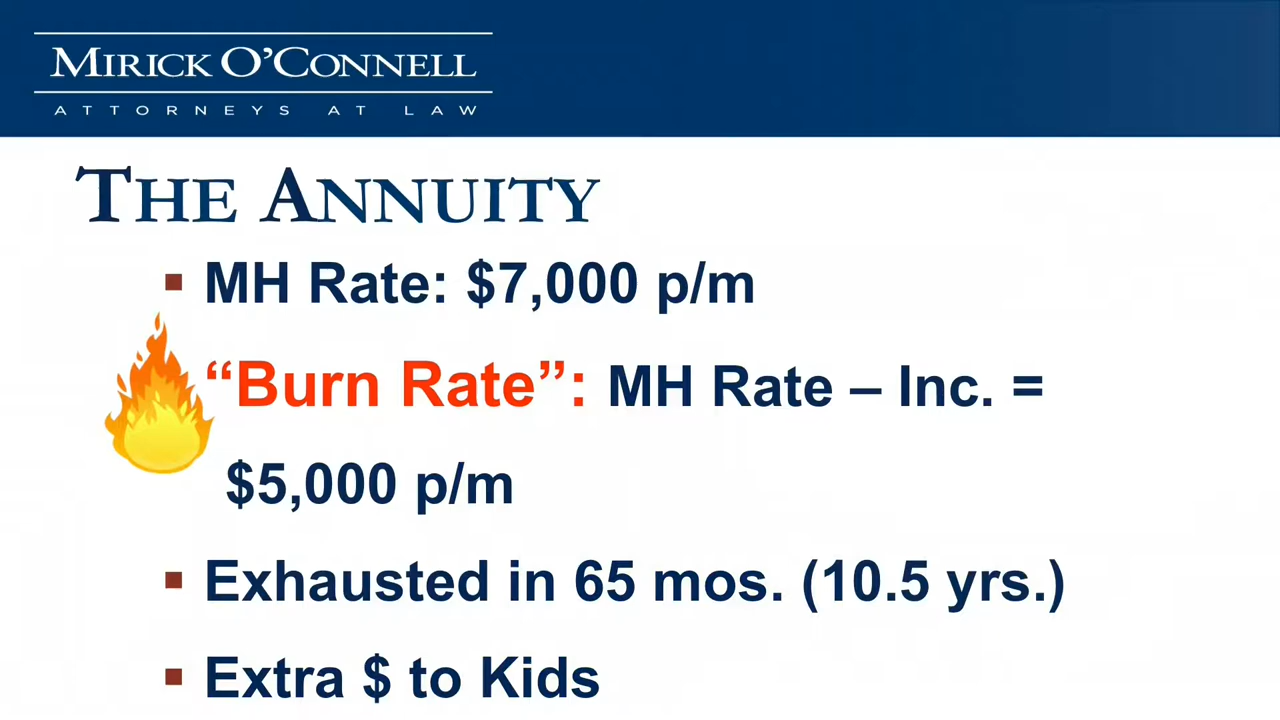 MIRICK O'CONNELL
ATTORNEYS AT LAW
THE ANNUITY
▪ MH Rate: $7,000 p/m
“Burn Rate”: MH Rate – Inc. =
$5,000 p/m
▪ Exhausted in 65 mos. (10.5 yrs.)
▪ Extra $ to Kids